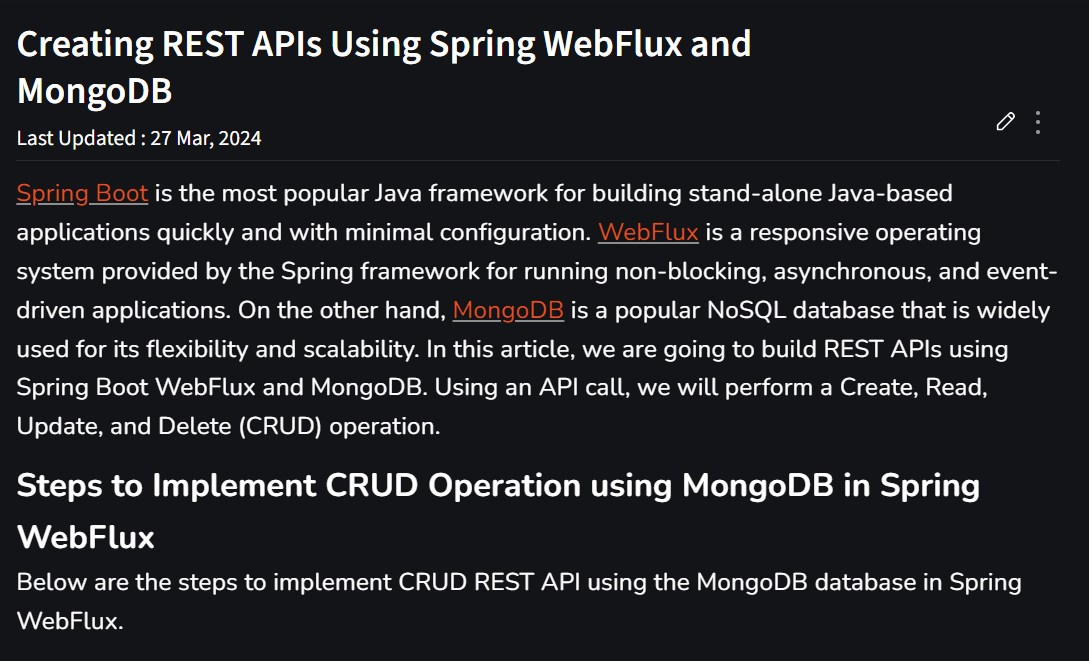 Creating REST APIs Using Spring WebFlux and
MongoDB
Last Updated : 27 Mar, 2024
Spring Boot is the most popular Java framework for building stand-alone Java-based
applications quickly and with minimal configuration. WebFlux is a responsive operating
system provided by the Spring framework for running non-blocking, asynchronous, and event-
driven applications. On the other hand, MongoDB is a popular NoSQL database that is widely
used for its flexibility and scalability. In this article, we are going to build REST APIs using
Spring Boot WebFlux and MongoDB. Using an API call, we will perform a Create, Read,
Update, and Delete (CRUD) operation.
Steps to Implement CRUD Operation using MongoDB in Spring
WebFlux
Below are the steps to implement CRUD REST API using the MongoDB database in Spring
WebFlux.